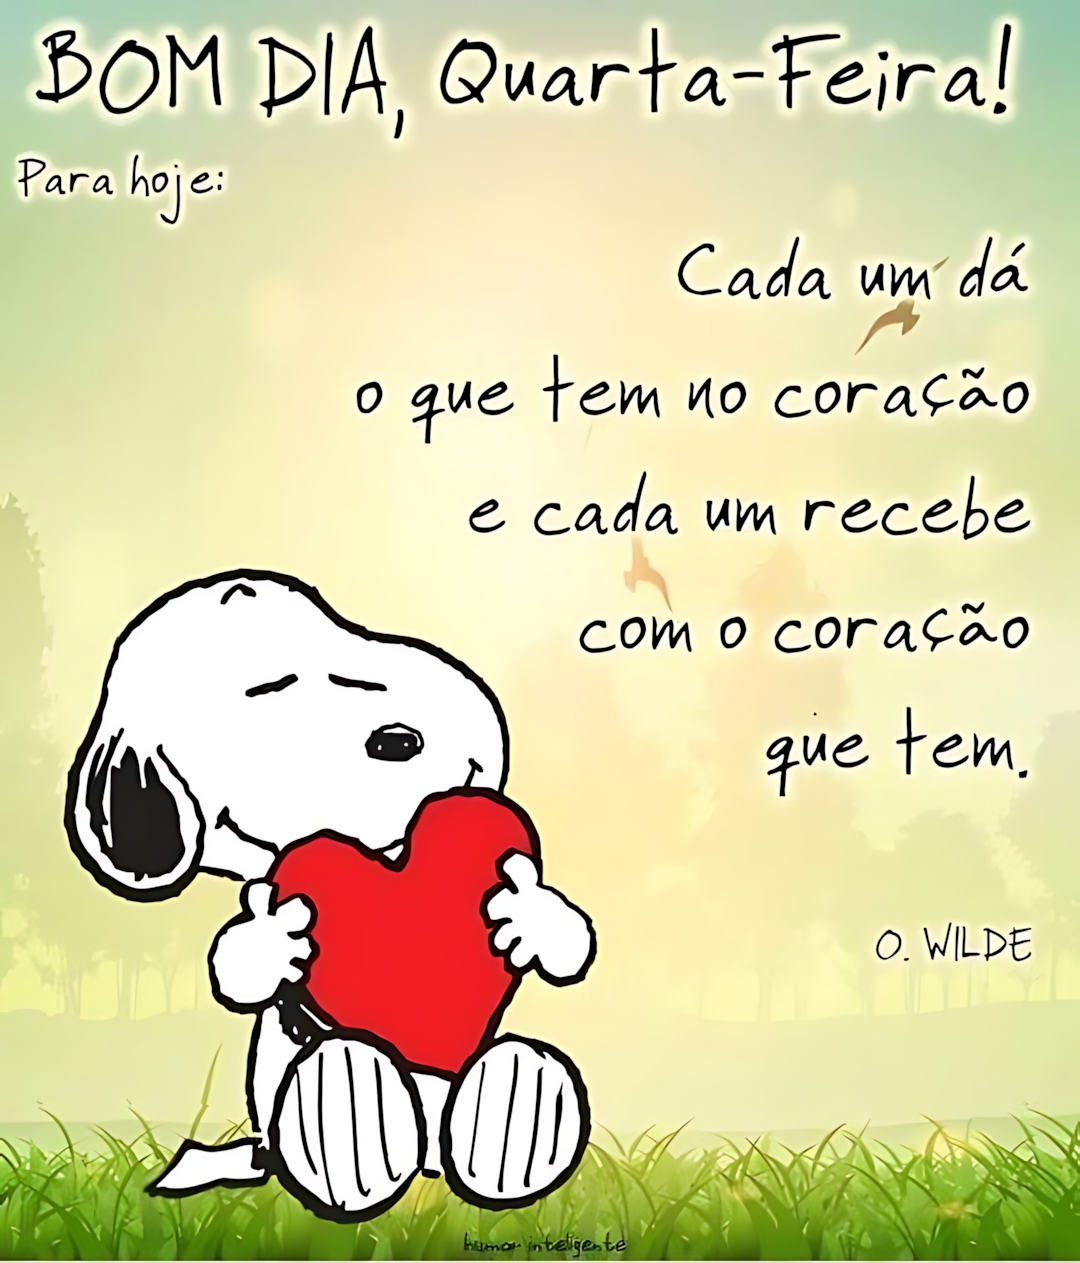 BOM DIA, Quarta-Feira!
Para hoje:
Cada um dá
o que tem no coração
e cada um recebe
com o coração
que tem.
O. WILDE
humor inteligente